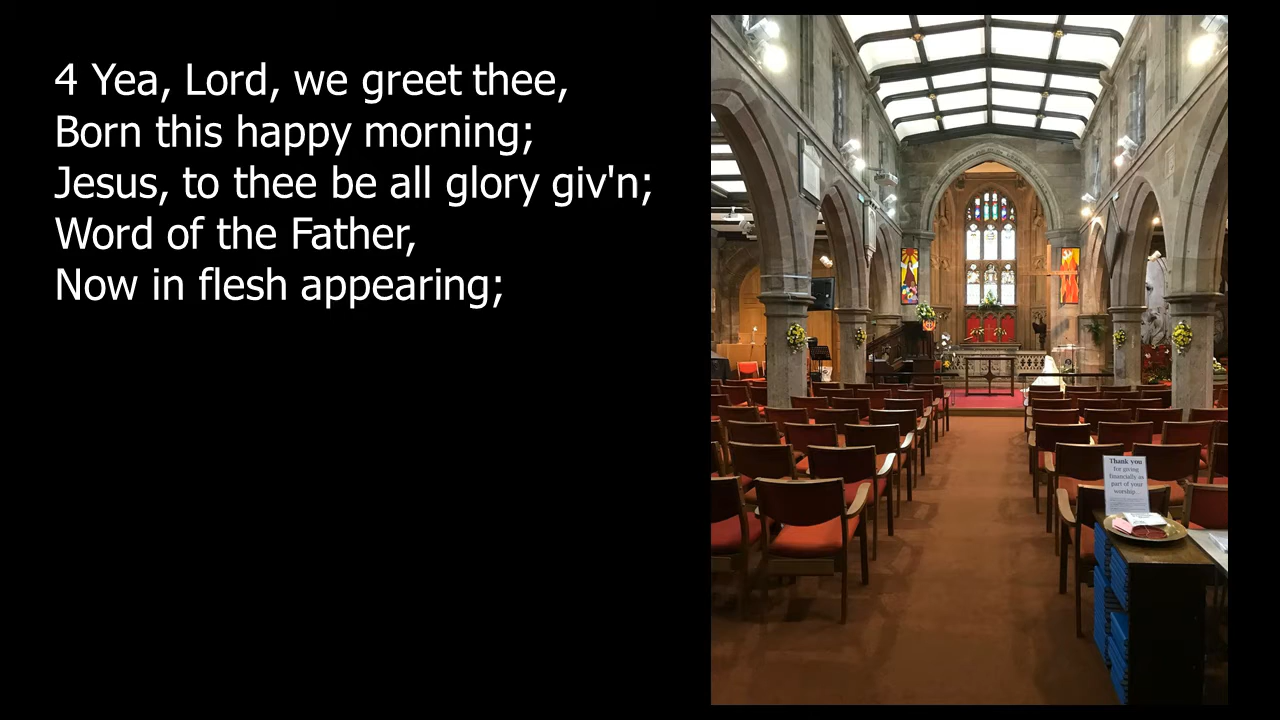 4 Yea, Lord, we greet thee,
Born this happy morning;
Jesus, to thee be all glory giv'n;
Word of the Father,
Now in flesh appearing;
Thank you
for giving
financially as
part of your
worship